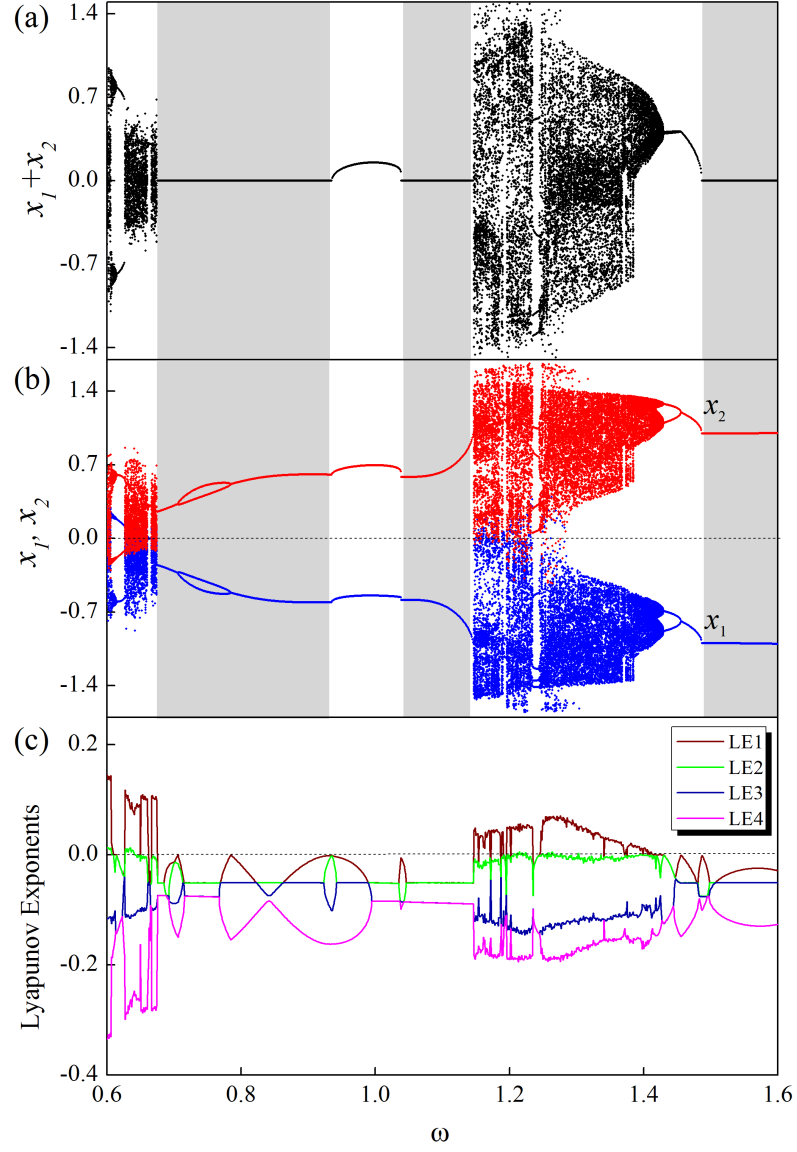 (a)
1.4
0.7
0.0
-0.7
-1.4
x1+x2
(b)
1.4
0.7
0.0
-0.7
-1.4
x1, x2
x2
x1
(c)
0.2
0.0
-0.2
-0.4
Lyapunov Exponents
LE1
LE2
LE3
LE4
0.6 0.8 1.0 1.2 1.4 1.6
ω